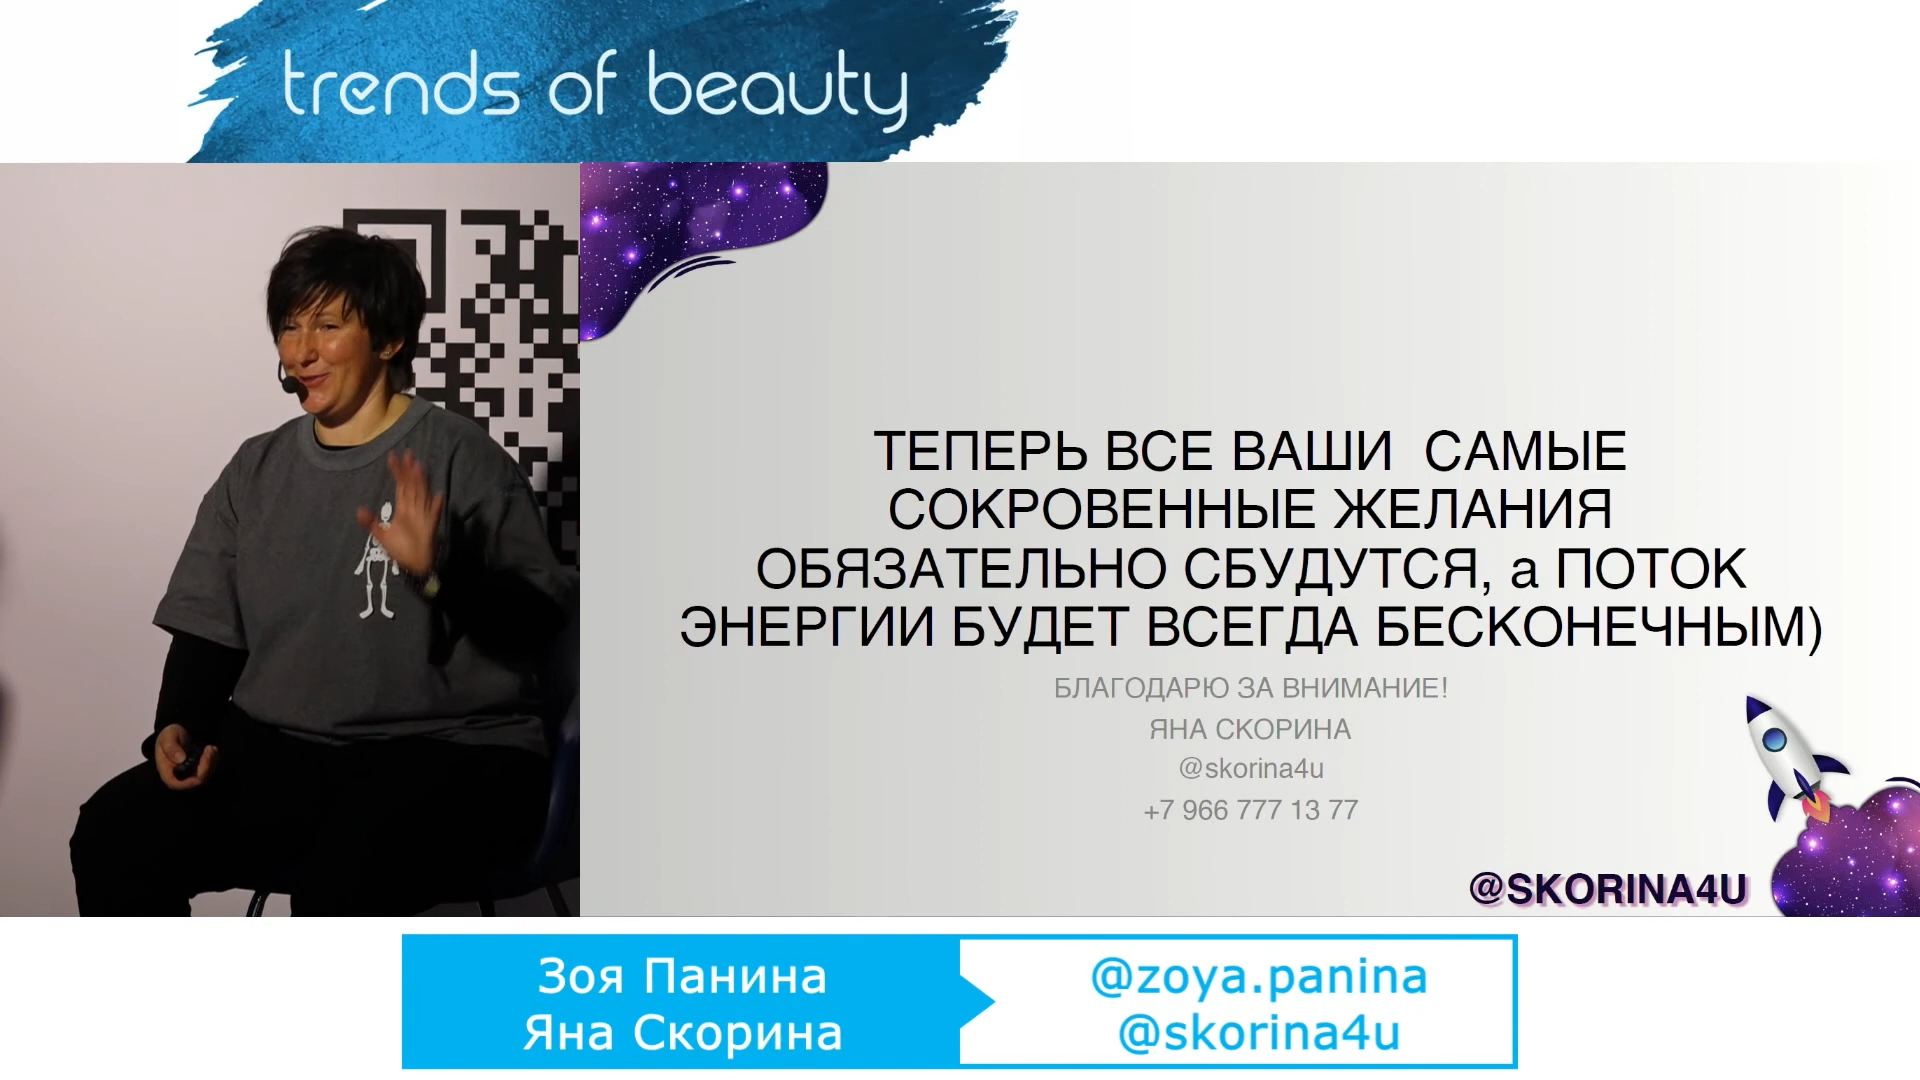 trends of beauty
ТЕПЕРЬ ВСЕ ВАШИ САМЫЕ
СОКРОВЕННЫЕ ЖЕЛАНИЯ
ОБЯЗАТЕЛЬНО СБУДУТСЯ, а ПОТОК
ЭНЕРГИИ БУДЕТ ВСЕГДА БЕСКОНЕЧНЫМ)
БЛАГОДАРЮ ЗА ВНИМАНИЕ!
ЯНА СКОРИНА
@skorina4u
+7 966 777 13 77
@SKORINA4U
Зоя Панина
Яна Скорина
@zoya.panina
@skorina4u